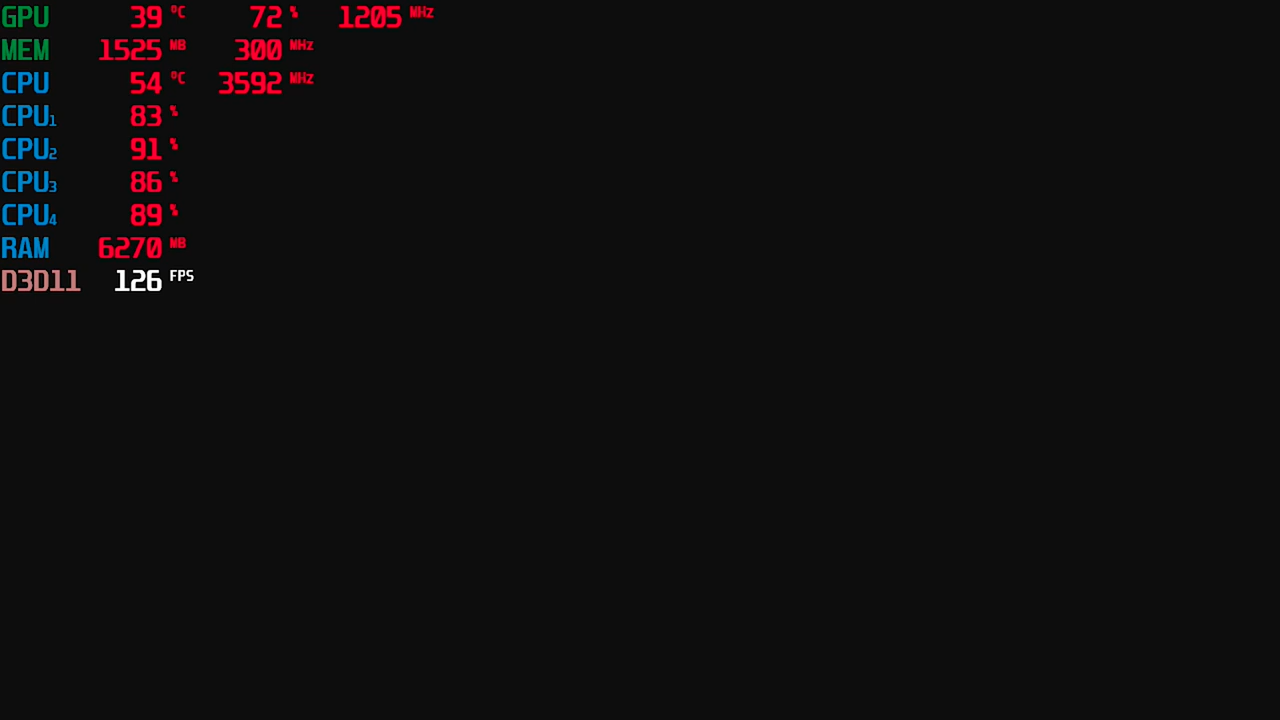 GPU 39 °C 72 % 1205 MHz
MEM 1525 MB 300 MHz
CPU 54 °C 3592 MHz
CPU1 83 %
CPU2 91 %
CPU3 86 %
CPU4 89 %
RAM 6270 MB
D3D11 126 FPS